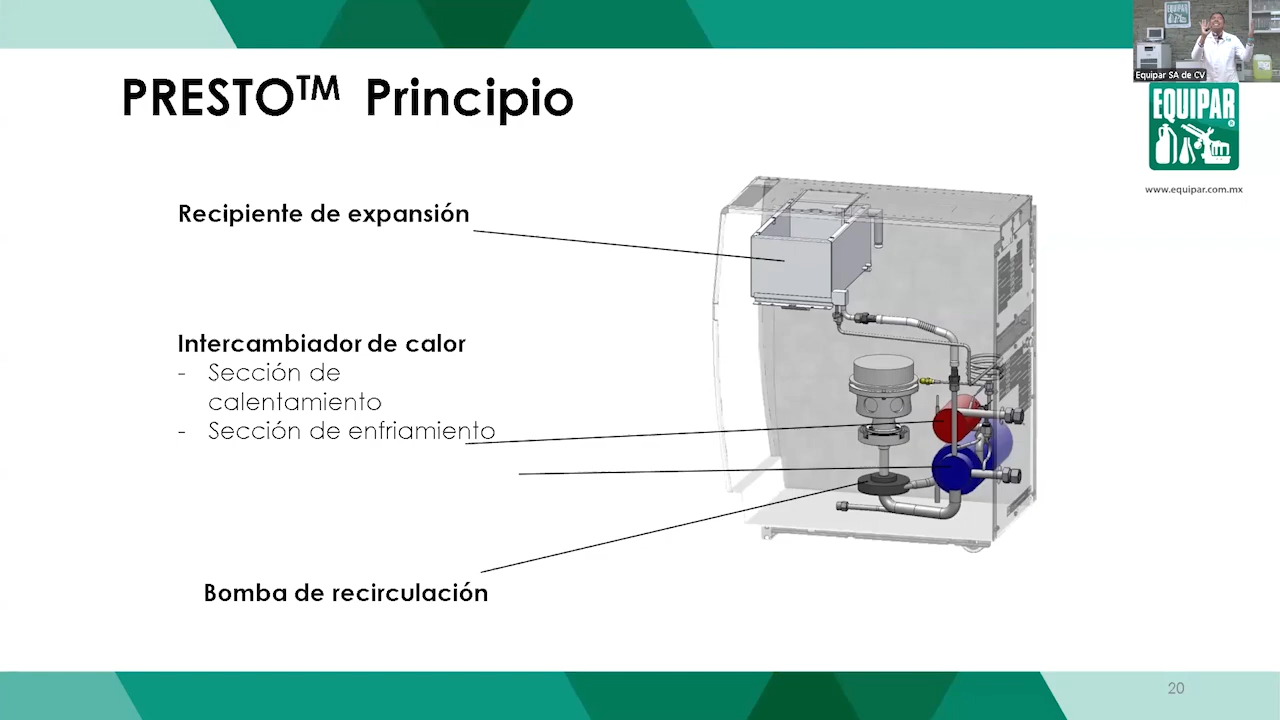 PRESTO™ Principio
Equipar SA de CV
EQUIPAR
®
www.equipar.com.mx
Recipiente de expansión
Intercambiador de calor
- Sección de
calentamiento
- Sección de enfriamiento
Bomba de recirculación
20